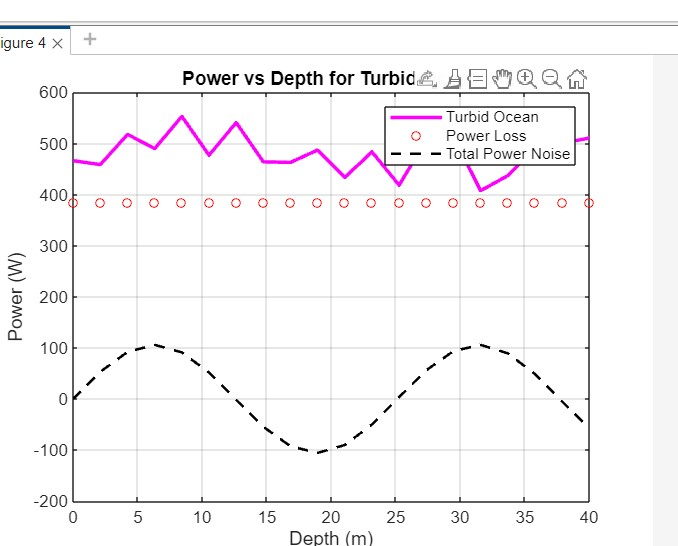 igure 4 × +
Power vs Depth for Turbid
600
500
400
300
200
100
0
-100
-200
Power (W)
Turbid Ocean
Power Loss
Total Power Noise
0 5 10 15 20 25 30 35 40
Depth (m)